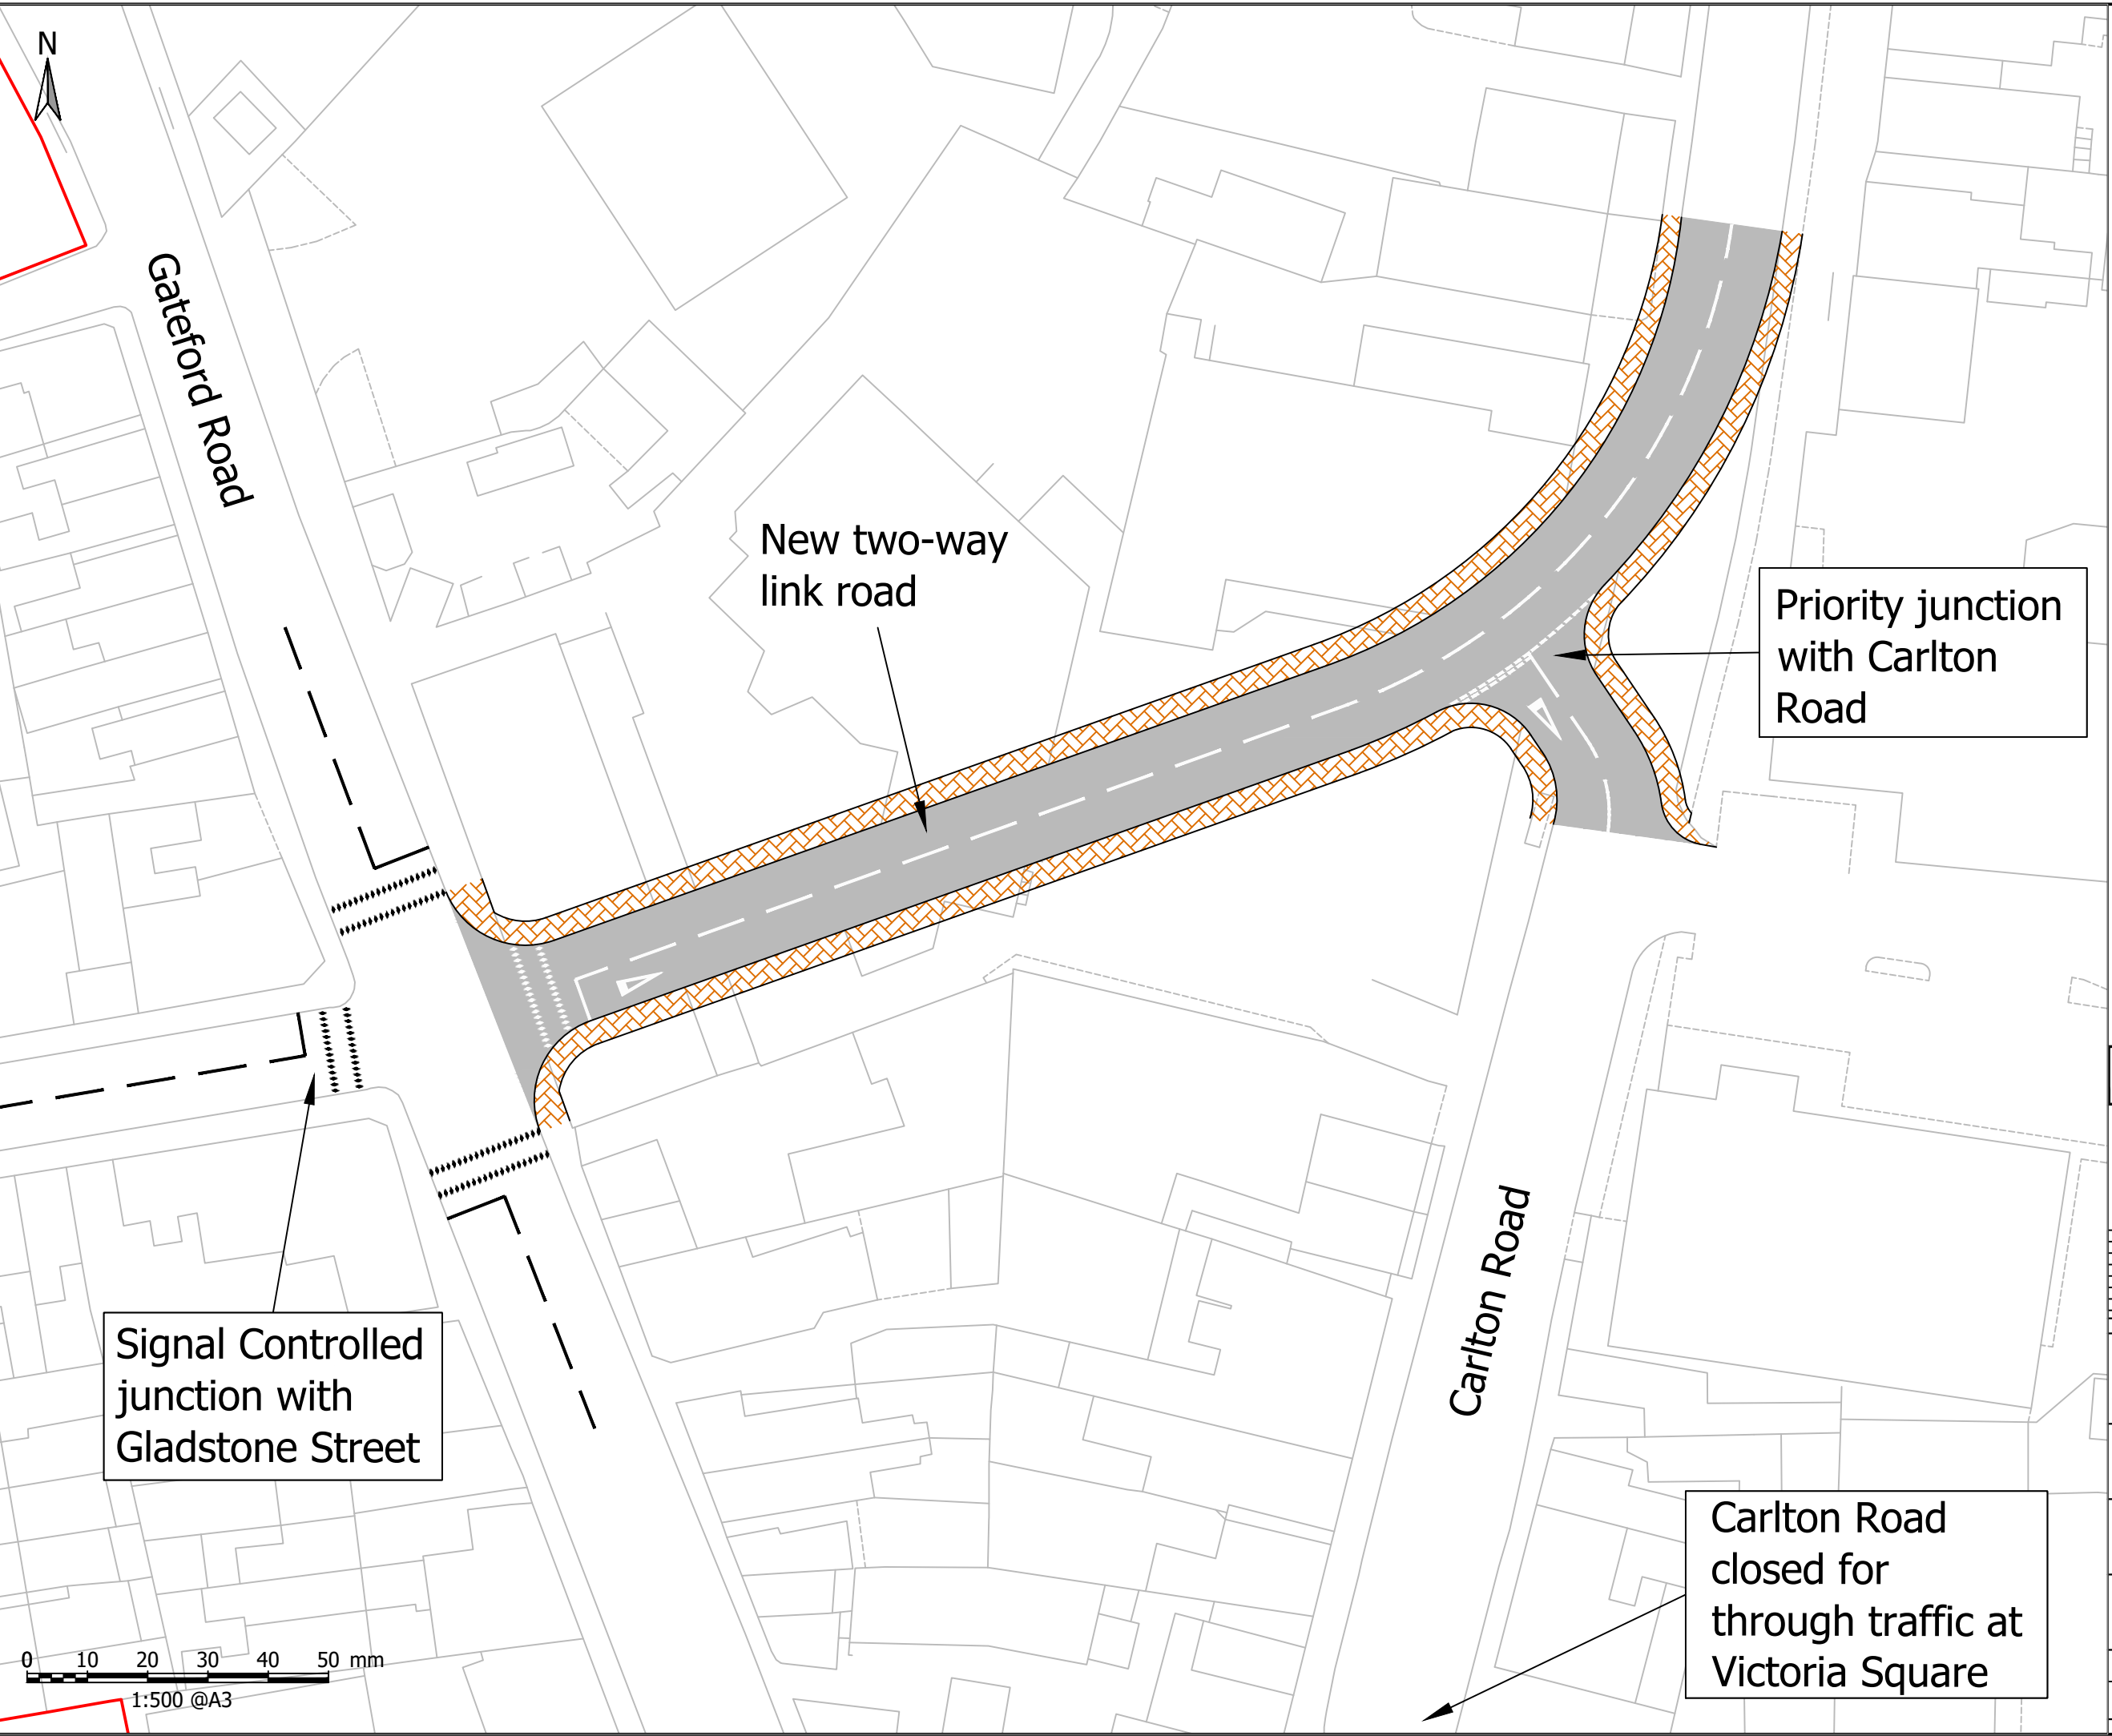 N
Gateford Road
New two-way
link road
Priority junction
with Carlton
Road
Signal Controlled
junction with
Gladstone Street
Carlton Road
Carlton Road
closed for
through traffic at
Victoria Square
0 10 20 30 40 50 mm
1:500 @A3